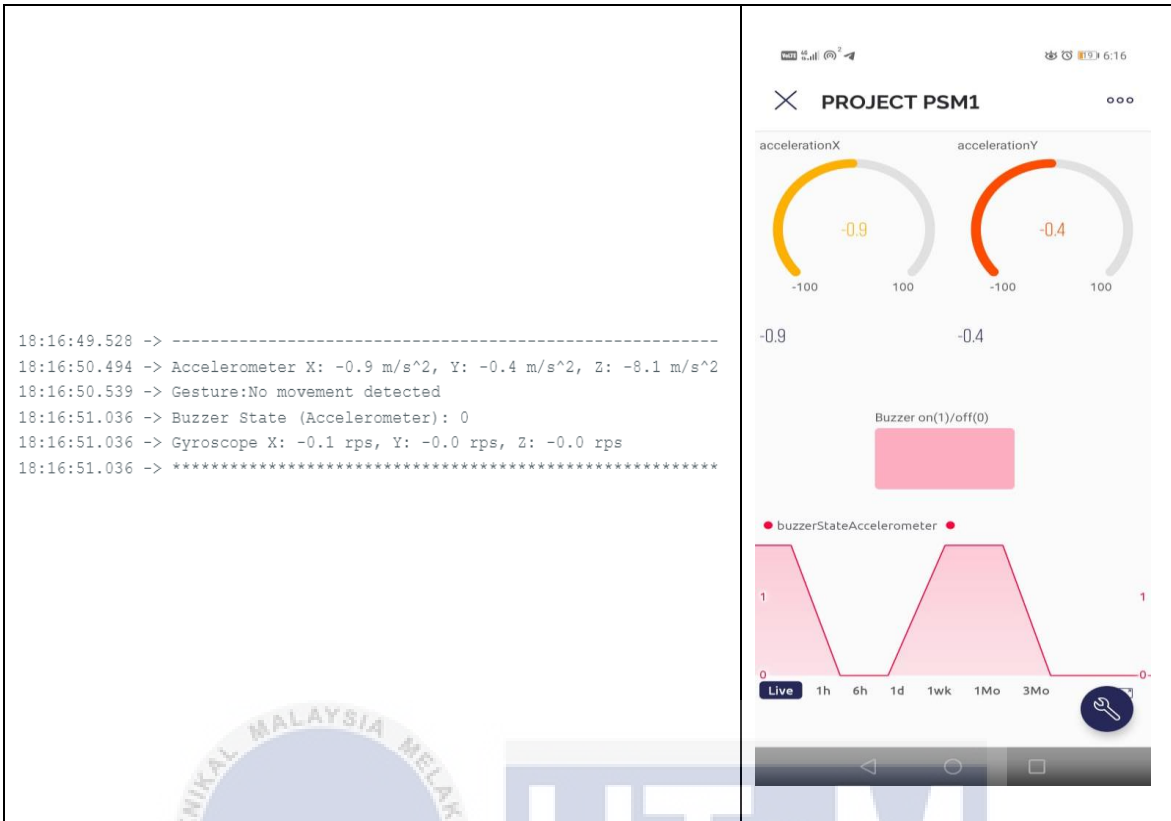 18:16:49.528 -> ---------------------------------------------------------
18:16:50.494 -> Accelerometer X: -0.9 m/s^2, Y: -0.4 m/s^2, Z: -8.1 m/s^2
18:16:50.539 -> Gesture:No movement detected
18:16:51.036 -> Buzzer State (Accelerometer): 0
18:16:51.036 -> Gyroscope X: -0.1 rps, Y: -0.0 rps, Z: -0.0 rps
18:16:51.036 -> *********************************************************
2 19 6:16
PROJECT PSM1
accelerationX accelerationY
-0.9 -0.4
-100 100 -100 100
-0.9 -0.4
Buzzer on(1)/off(0)
buzzerStateAccelerometer
1 1
0 0
Live 1h 6h 1d 1wk 1Mo 3Mo
NIKAL MALAYSIA MELAK